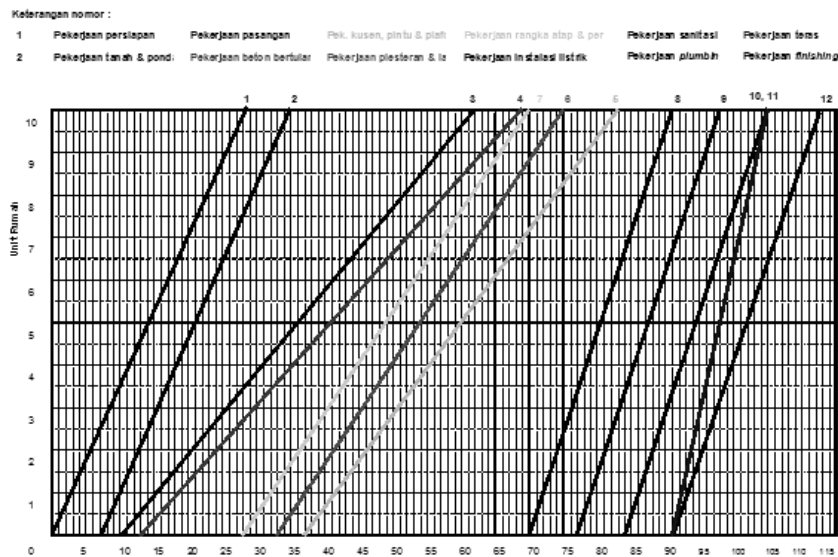 Keterangan nomor :
1 Pekerjaan persiapan Pekerjaan pasangan Pek. kusen, pintu & plafo Pekerjaan rangka atap & per Pekerjaan sanitasi Pekerjaan teras
2 Pekerjaan tanah & ponda Pekerjaan beton bertular Pekerjaan plesteran & la Pekerjaan instalasi listrik Pekerjaan plumbin Pekerjaan finishing
1 2 3 4 7 6 5 8 9 10, 11 12
10
9
8
7
6
5
4
3
2
1
Unit Rumah
0 5 10 15 20 25 30 35 40 45 50 55 60 65 70 75 80 85 90 95 100 105 110 115